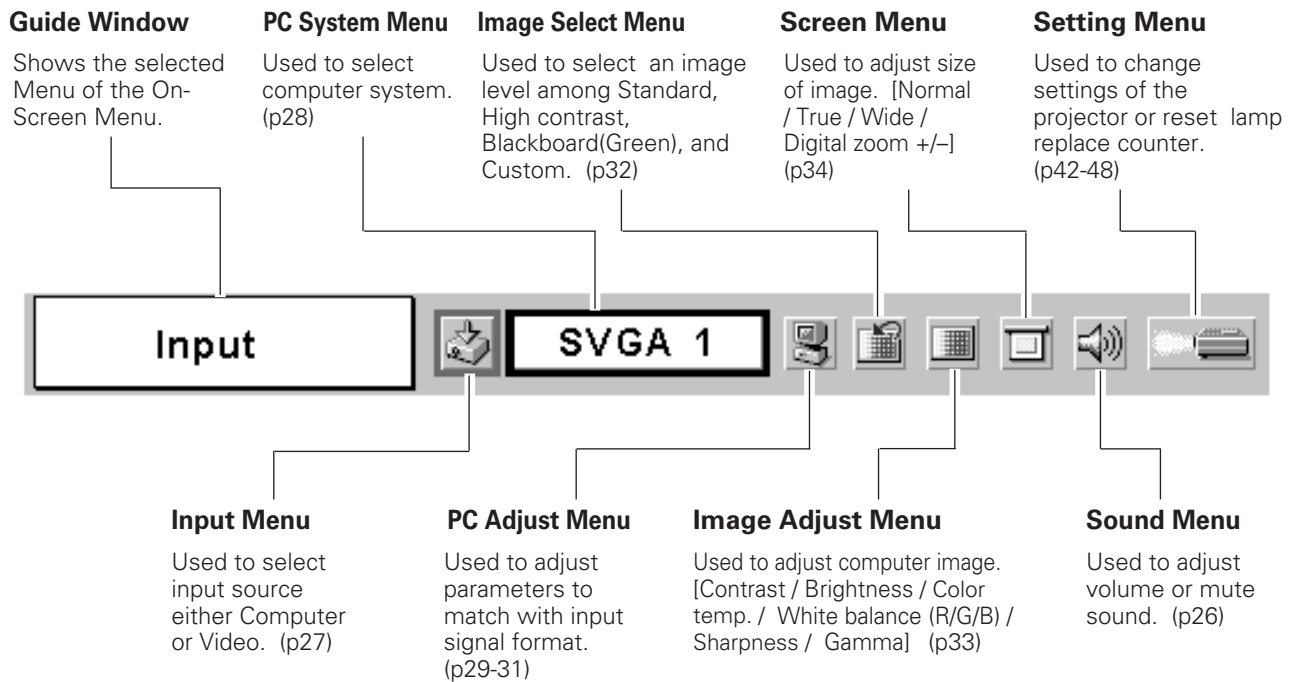 Guide Window
Shows the selected
Menu of the On-
Screen Menu.
PC System Menu
Used to select
computer system.
(p28)
Image Select Menu
Used to select an image
level among Standard,
High contrast,
Blackboard(Green), and
Custom. (p32)
Screen Menu
Used to adjust size
of image. [Normal
/ True / Wide /
Digital zoom +/–]
(p34)
Setting Menu
Used to change
settings of the
projector or reset lamp
replace counter.
(p42-48)
Input
SVGA 1
Input Menu
Used to select
input source
either Computer
or Video. (p27)
PC Adjust Menu
Used to adjust
parameters to
match with input
signal format.
(p29-31)
Image Adjust Menu
Used to adjust computer image.
[Contrast / Brightness / Color
temp. / White balance (R/G/B) /
Sharpness / Gamma] (p33)
Sound Menu
Used to adjust
volume or mute
sound. (p26)